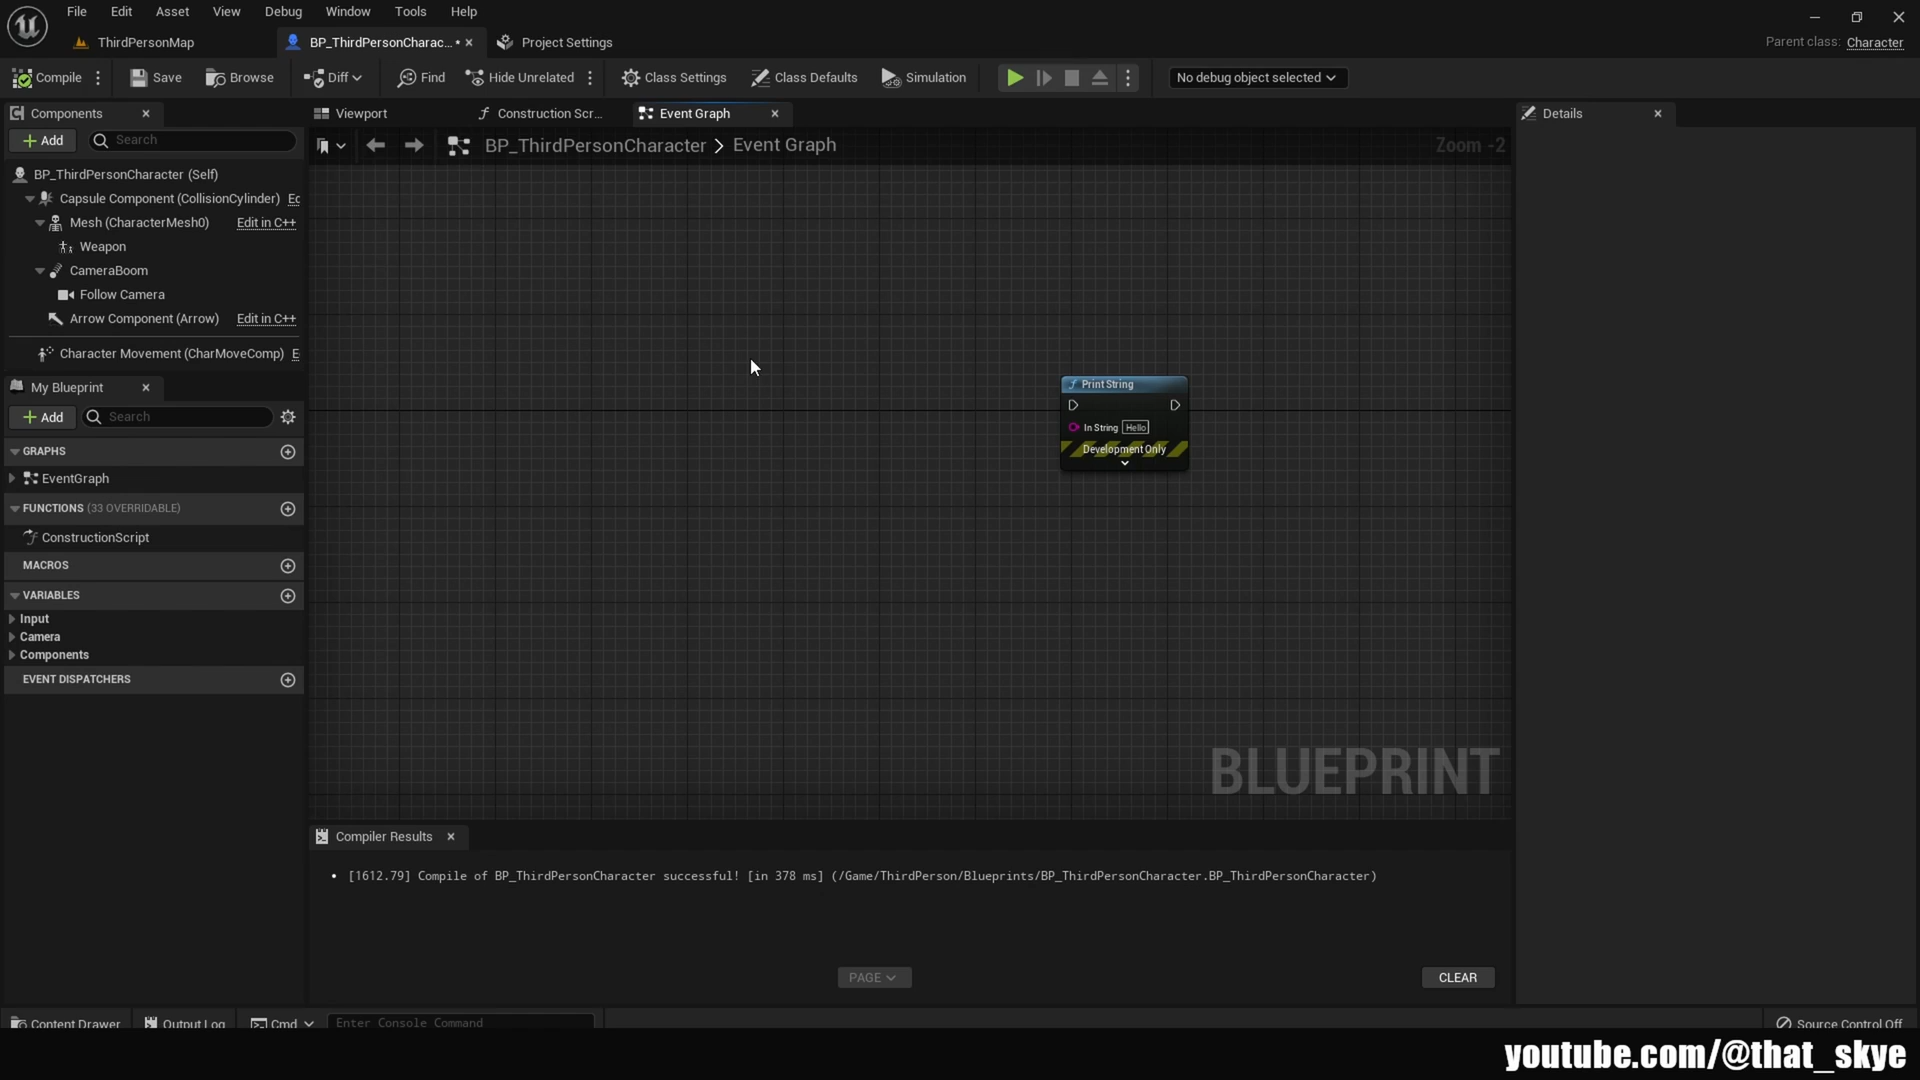 File Edit Asset View Debug Window Tools Help
ThirdPersonMap
BP_ThirdPersonCharac... •
Project Settings
Parent class: Character
Compile
Save
Browse
Diff
Find
Hide Unrelated
Class Settings
Class Defaults
Simulation
No debug object selected
Components
Viewport
Construction Scr...
Event Graph
Details
Add
Search
BP_ThirdPersonCharacter > Event Graph
Zoom -2
BP_ThirdPersonCharacter (Self)
Capsule Component (CollisionCylinder) Ec
Mesh (CharacterMesh0) Edit in C++
Weapon
CameraBoom
Follow Camera
Arrow Component (Arrow) Edit in C++
Character Movement (CharMoveComp) E
My Blueprint
Add
Search
GRAPHS
EventGraph
FUNCTIONS (33 OVERRIDABLE)
ConstructionScript
MACROS
VARIABLES
Input
Camera
Components
EVENT DISPATCHERS
Print String
In String Hello
Development Only
BLUEPRINT
Compiler Results
• [1612.79] Compile of BP_ThirdPersonCharacter successful! [in 378 ms] (/Game/ThirdPerson/Blueprints/BP_ThirdPersonCharacter.BP_ThirdPersonCharacter)
PAGE
CLEAR
Content Drawer
Output Log
Cmd
Enter Console Command
Source Control Off
youtube.com/@that_skye